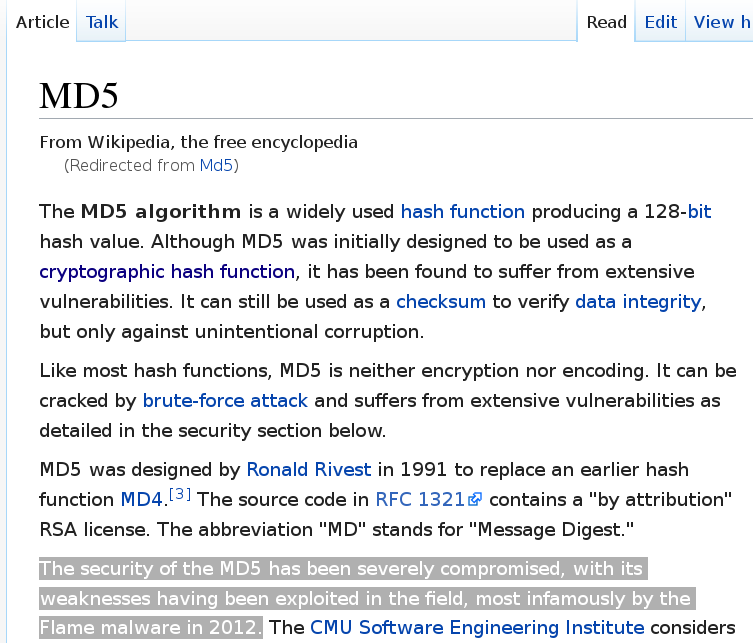 Article Talk Read Edit View h
MD5
From Wikipedia, the free encyclopedia
(Redirected from Md5)
The MD5 algorithm is a widely used hash function producing a 128-bit
hash value. Although MD5 was initially designed to be used as a
cryptographic hash function, it has been found to suffer from extensive
vulnerabilities. It can still be used as a checksum to verify data integrity,
but only against unintentional corruption.
Like most hash functions, MD5 is neither encryption nor encoding. It can be
cracked by brute-force attack and suffers from extensive vulnerabilities as
detailed in the security section below.
MD5 was designed by Ronald Rivest in 1991 to replace an earlier hash
function MD4.[3] The source code in RFC 1321 contains a "by attribution"
RSA license. The abbreviation "MD" stands for "Message Digest."
The security of the MD5 has been severely compromised, with its
weaknesses having been exploited in the field, most infamously by the
Flame malware in 2012. The CMU Software Engineering Institute considers